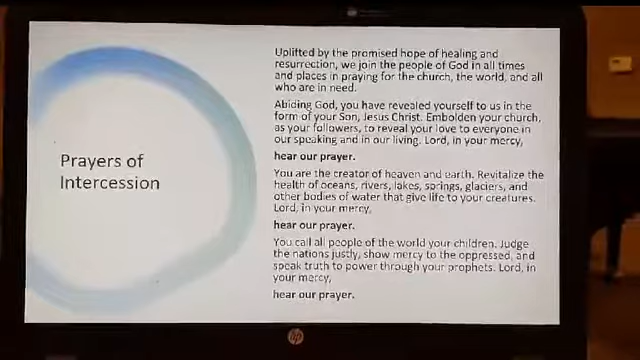 Prayers of
Intercession
Uplifted by the promised hope of healing and
resurrection, we join the people of God in all times
and places in praying for the church, the world, and all
who are in need.
Abiding God, you have revealed yourself to us in the
form of your Son, Jesus Christ. Embolden your church,
as your followers, to reveal your love to everyone in
our speaking and in our living. Lord, in your mercy,
hear our prayer.
You are the creator of heaven and earth. Revitalize the
health of oceans, rivers, lakes, springs, glaciers, and
other bodies of water that give life to your creatures.
Lord, in your mercy,
hear our prayer.
You call all people of the world your children. Judge
the nations justly, show mercy to the oppressed, and
speak truth to power through your prophets. Lord, in
your mercy,
hear our prayer.
hp